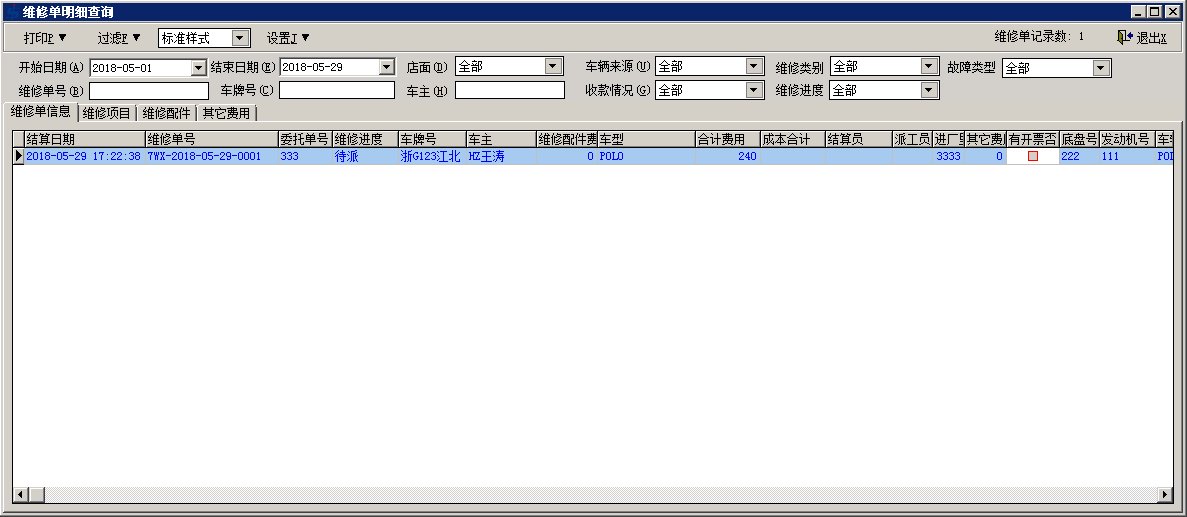 维修单明细查询
打印P ▼ 过滤F ▼ 标准样式 设置T ▼ 维修单记录数: 1 退出X
开始日期(A) 2018-05-01 结束日期(E) 2018-05-29 店面(D) 全部 车辆来源(U) 全部 维修类别 全部 故障类型 全部
维修单号(B) 车牌号(C) 车主(H) 收款情况(G) 全部 维修进度 全部
维修单信息 维修项目 维修配件 其它费用
结算日期 维修单号 委托单号 维修进度 车牌号 车主 维修配件费 车型 合计费用 成本合计 结算员 派工员 进厂 其它费 有开票否 底盘号 发动机号
2018-05-29 17:22:38 7WX-2018-05-29-0001 333 待派 浙G123江北 HZ王涛 0 POLO 240 3333 0 222 111